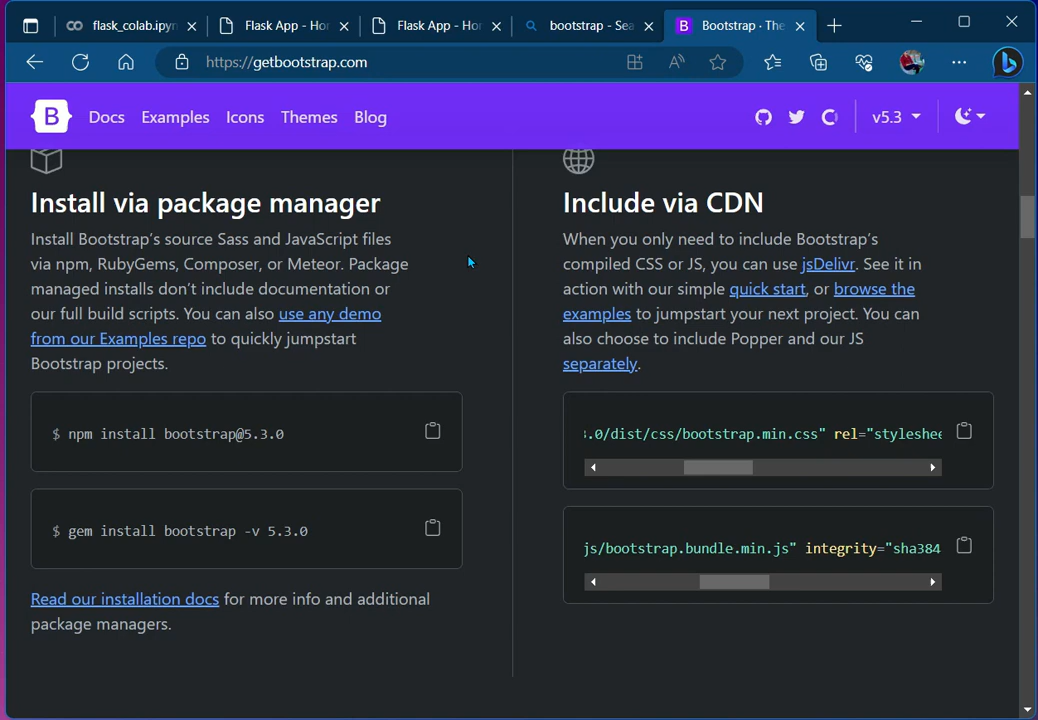 flask_colab.ipyn
Flask App - Hor
Flask App - Hor
bootstrap - Sea
Bootstrap · The
https://getbootstrap.com
B
Docs
Examples
Icons
Themes
Blog
v5.3
Install via package manager
Install Bootstrap's source Sass and JavaScript files
via npm, RubyGems, Composer, or Meteor. Package
managed installs don't include documentation or
our full build scripts. You can also use any demo
from our Examples repo to quickly jumpstart
Bootstrap projects.
$ npm install bootstrap@5.3.0
$ gem install bootstrap -v 5.3.0
Read our installation docs for more info and additional
package managers.
Include via CDN
When you only need to include Bootstrap's
compiled CSS or JS, you can use jsDelivr. See it in
action with our simple quick start, or browse the
examples to jumpstart your next project. You can
also choose to include Popper and our JS
separately.
.0/dist/css/bootstrap.min.css" rel="styleshee
js/bootstrap.bundle.min.js" integrity="sha384